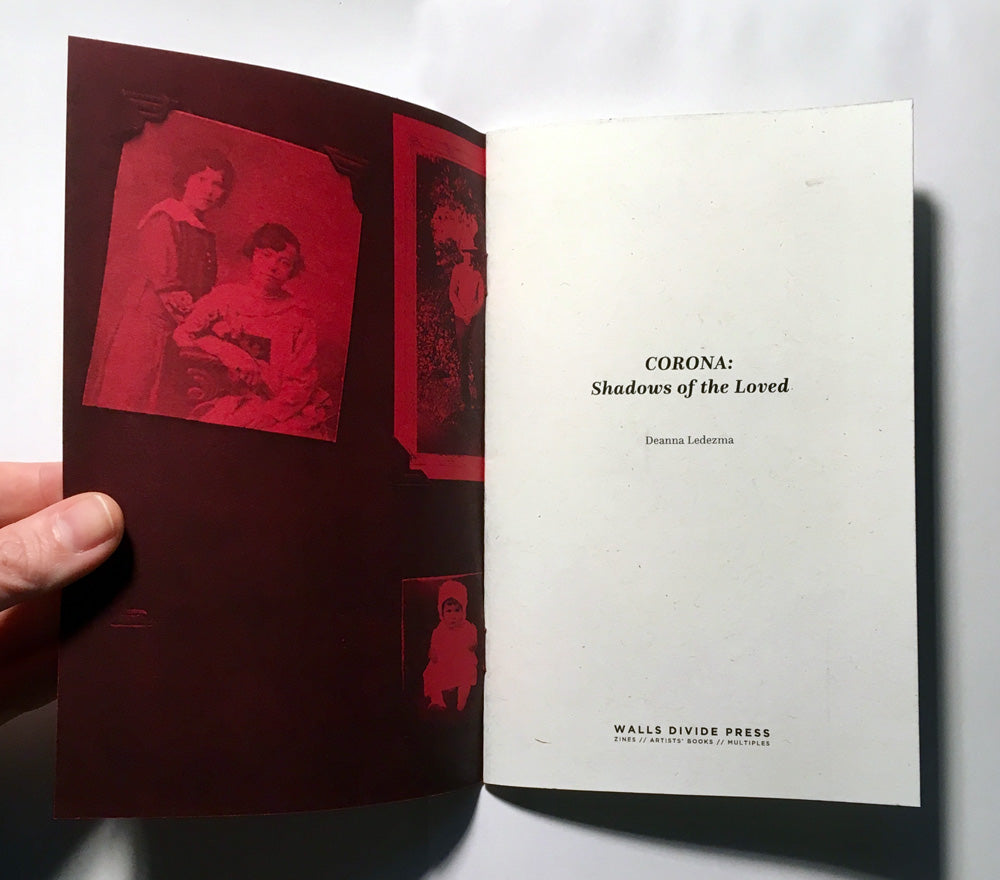 CORONA:
Shadows of the Loved
Deanna Ledezma
WALLS DIVIDE PRESS
ZINES // ARTISTS' BOOKS // MULTIPLES